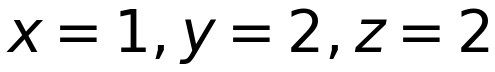 x = 1, y = 2, z = 2